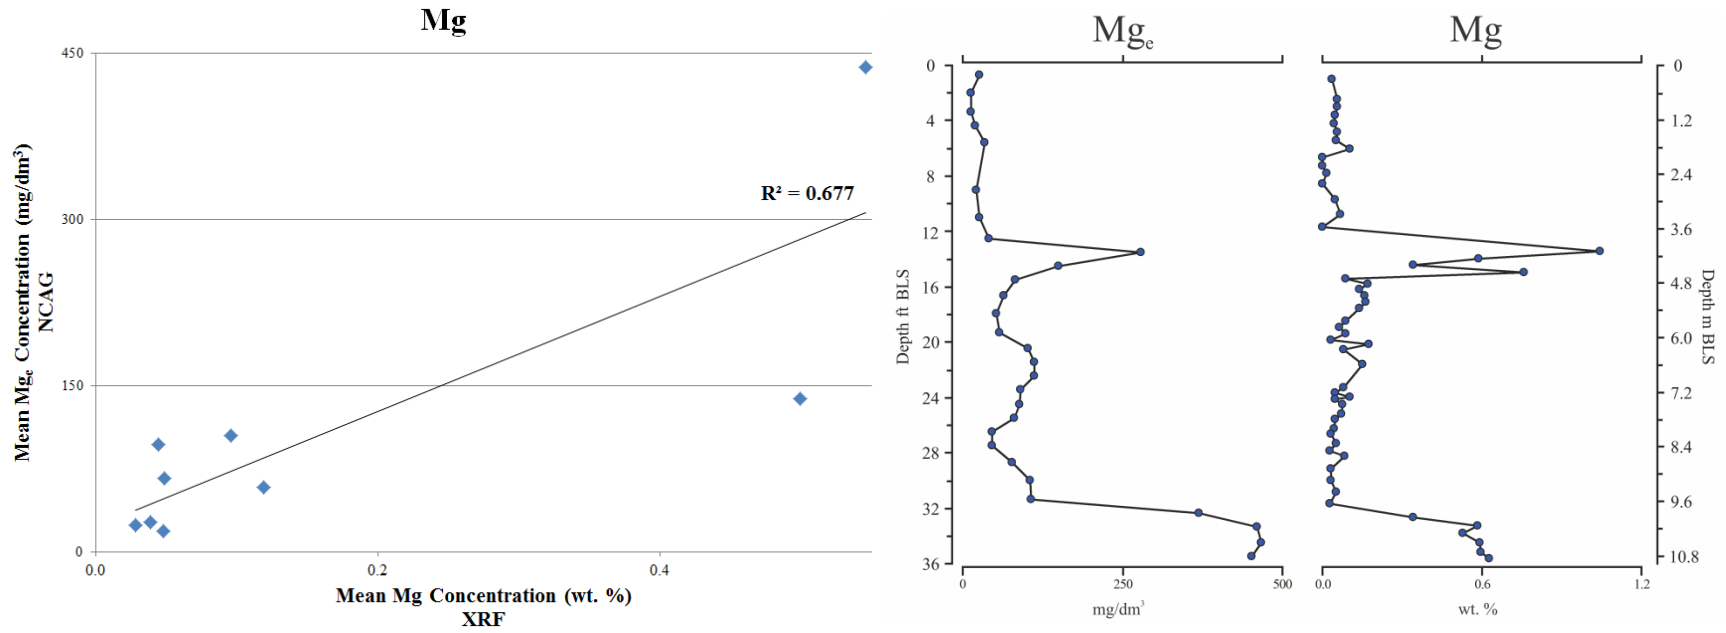 Mg
450
300
150
0
0.0
0.2
0.4
R² = 0.677
Mean Mgₑ Concentration (mg/dm³)
NCAG
Mean Mg Concentration (wt. %)
XRF
Mgₑ
0
4
8
12
16
20
24
28
32
36
Depth ft BLS
0
250
500
mg/dm³
Mg
0
1.2
2.4
3.6
4.8
6.0
7.2
8.4
9.6
10.8
Depth m BLS
0.0
0.6
1.2
wt. %